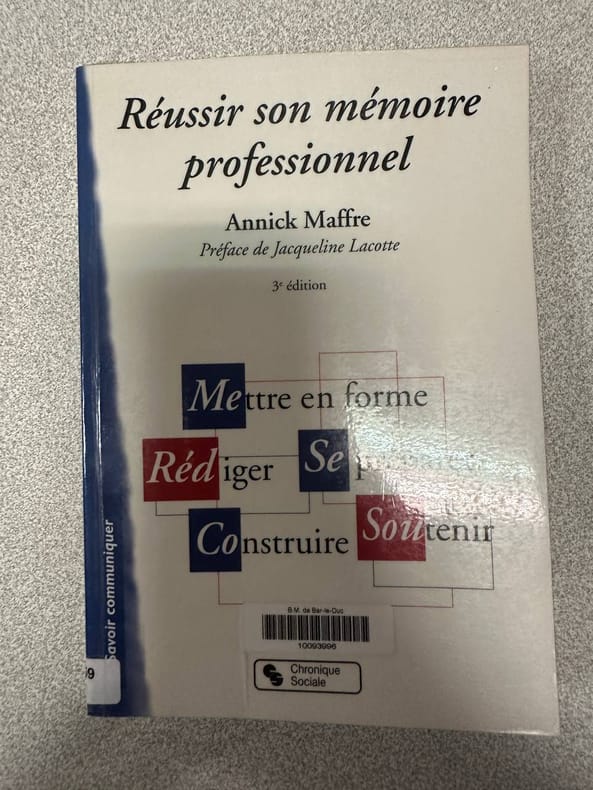 Réussir son mémoire
professionnel
Annick Maffre
Préface de Jacqueline Lacotte
3e édition
Mettre en forme
Rédiger
Se
Construire
Soutenir
Savoir communiquer
B.M. de Bar-le-Duc
10093996
Chronique
Sociale